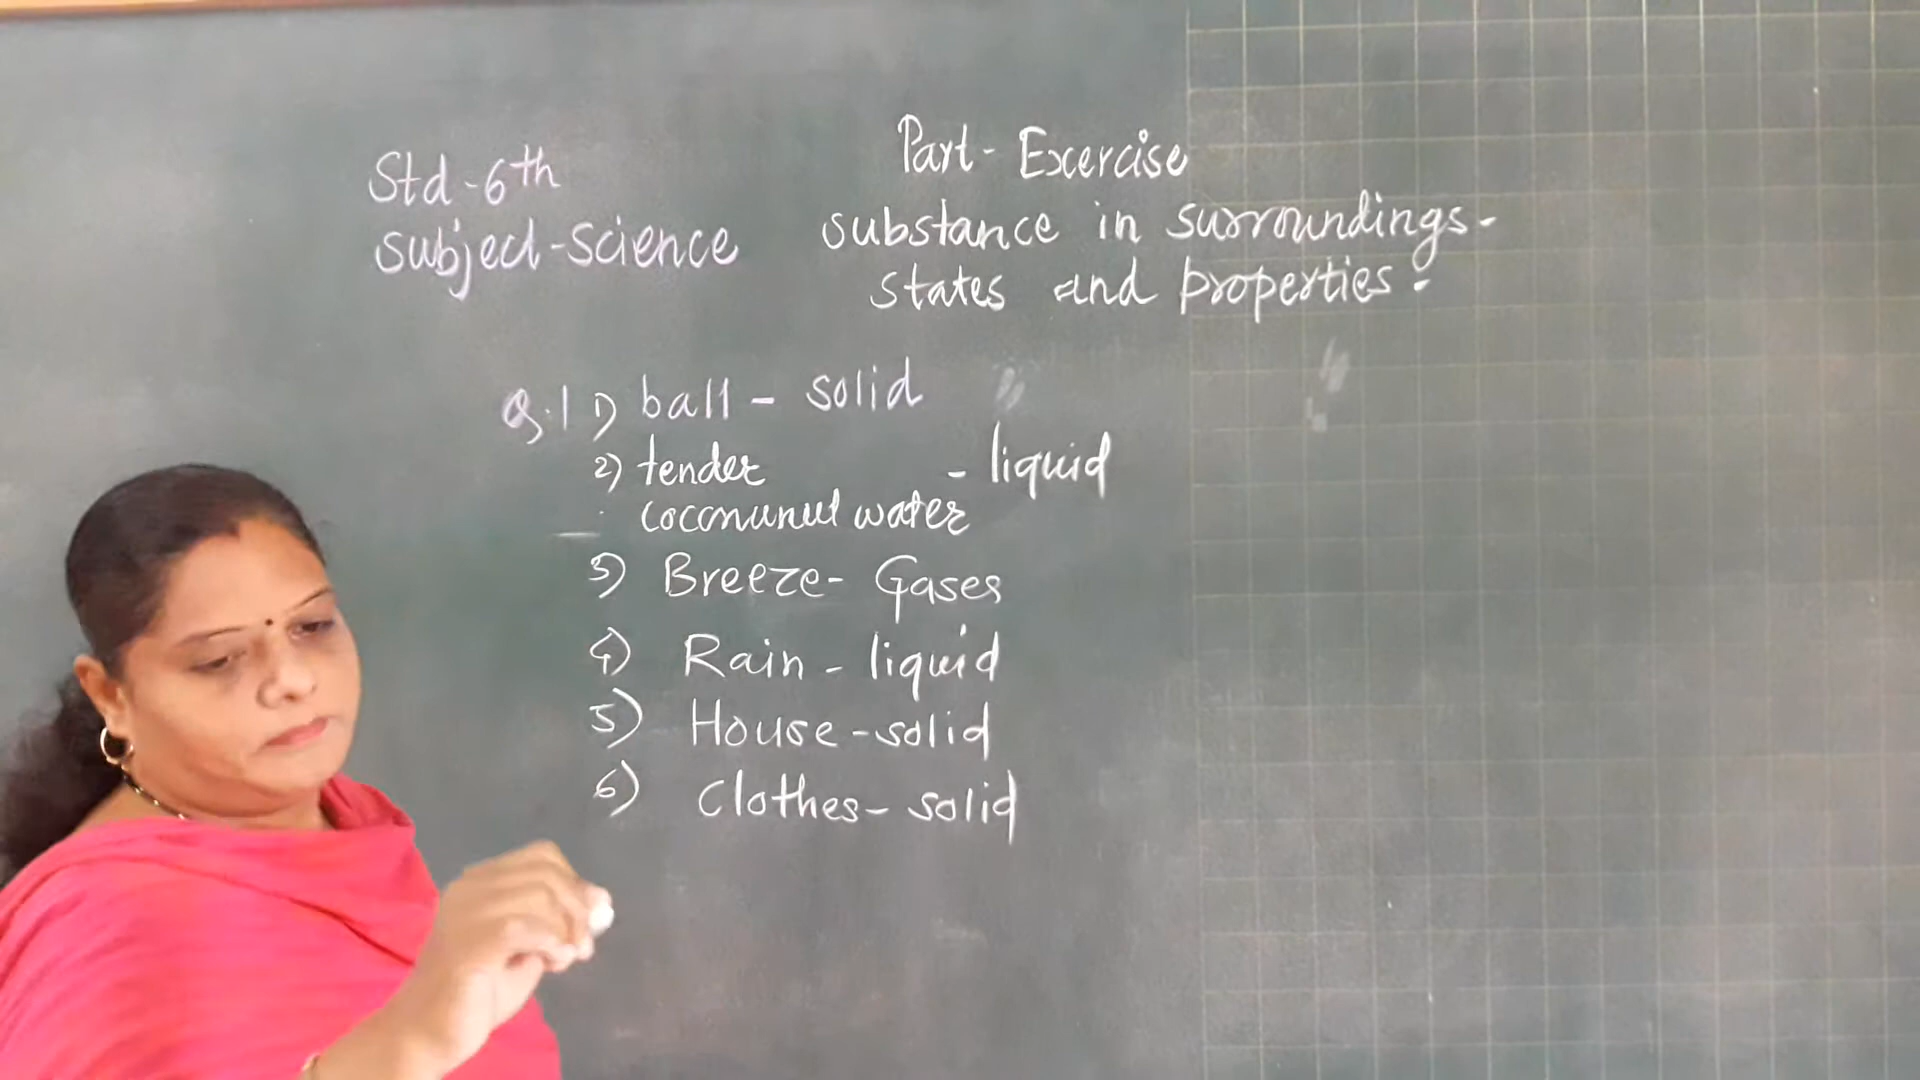 Std-6th
Subject-Science
Part-Excercise
substance in surroundings-
states and properties:
Q.1 1) ball - solid
2) tender - liquid
coconunut water
3) Breeze- Gases
4) Rain - liquid
5) House-solid
6) Clothes- solid